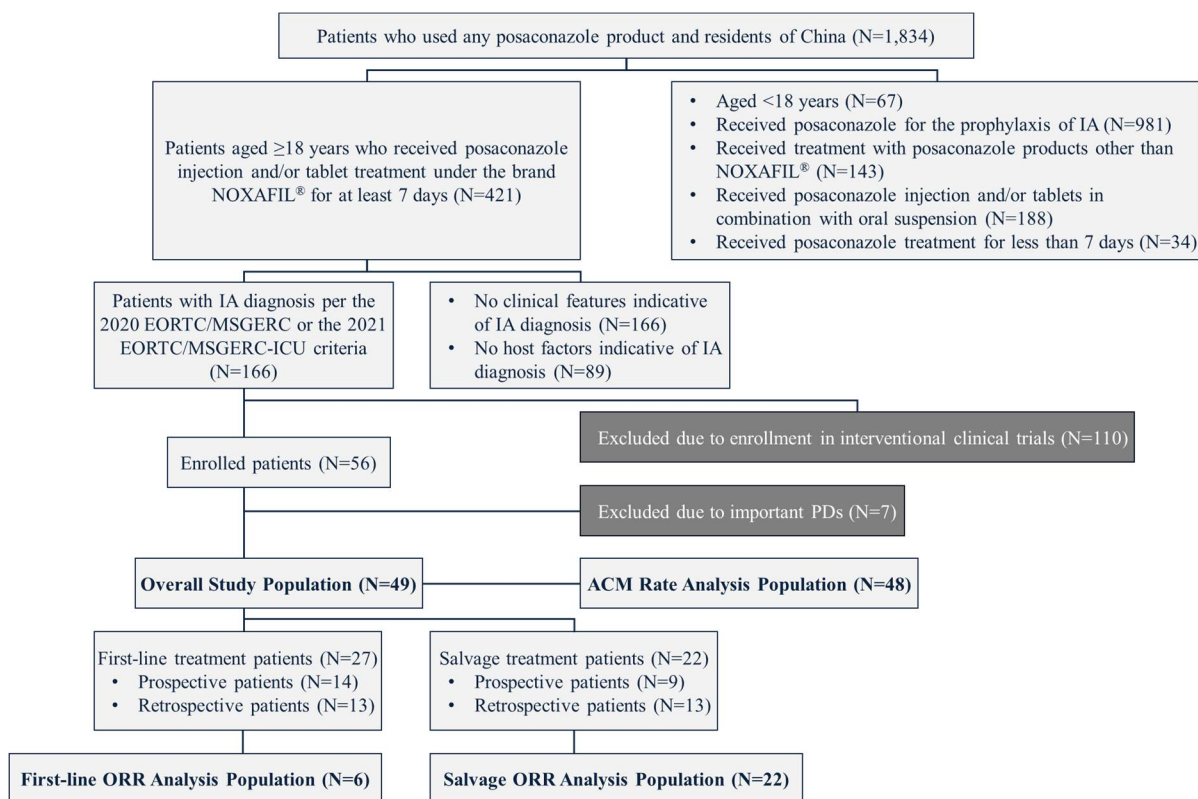 Patients who used any posaconazole product and residents of China (N=1,834)
Patients aged ≥18 years who received posaconazole
injection and/or tablet treatment under the brand
NOXAFIL® for at least 7 days (N=421)
• Aged <18 years (N=67)
• Received posaconazole for the prophylaxis of IA (N=981)
• Received treatment with posaconazole products other than
NOXAFIL® (N=143)
• Received posaconazole injection and/or tablets in
combination with oral suspension (N=188)
• Received posaconazole treatment for less than 7 days (N=34)
Patients with IA diagnosis per the
2020 EORTC/MSGERC or the 2021
EORTC/MSGERC-ICU criteria
(N=166)
• No clinical features indicative
of IA diagnosis (N=166)
• No host factors indicative of IA
diagnosis (N=89)
Excluded due to enrollment in interventional clinical trials (N=110)
Enrolled patients (N=56)
Excluded due to important PDs (N=7)
Overall Study Population (N=49)
ACM Rate Analysis Population (N=48)
First-line treatment patients (N=27)
• Prospective patients (N=14)
• Retrospective patients (N=13)
Salvage treatment patients (N=22)
• Prospective patients (N=9)
• Retrospective patients (N=13)
First-line ORR Analysis Population (N=6)
Salvage ORR Analysis Population (N=22)